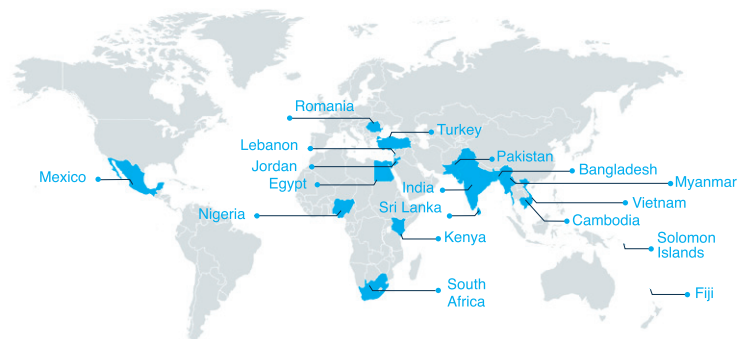 Romania
Turkey
Lebanon
Pakistan
Jordan
Bangladesh
Mexico
Egypt
India
Myanmar
Vietnam
Nigeria
Sri Lanka
Cambodia
Kenya
Solomon
Islands
South
Africa
Fiji